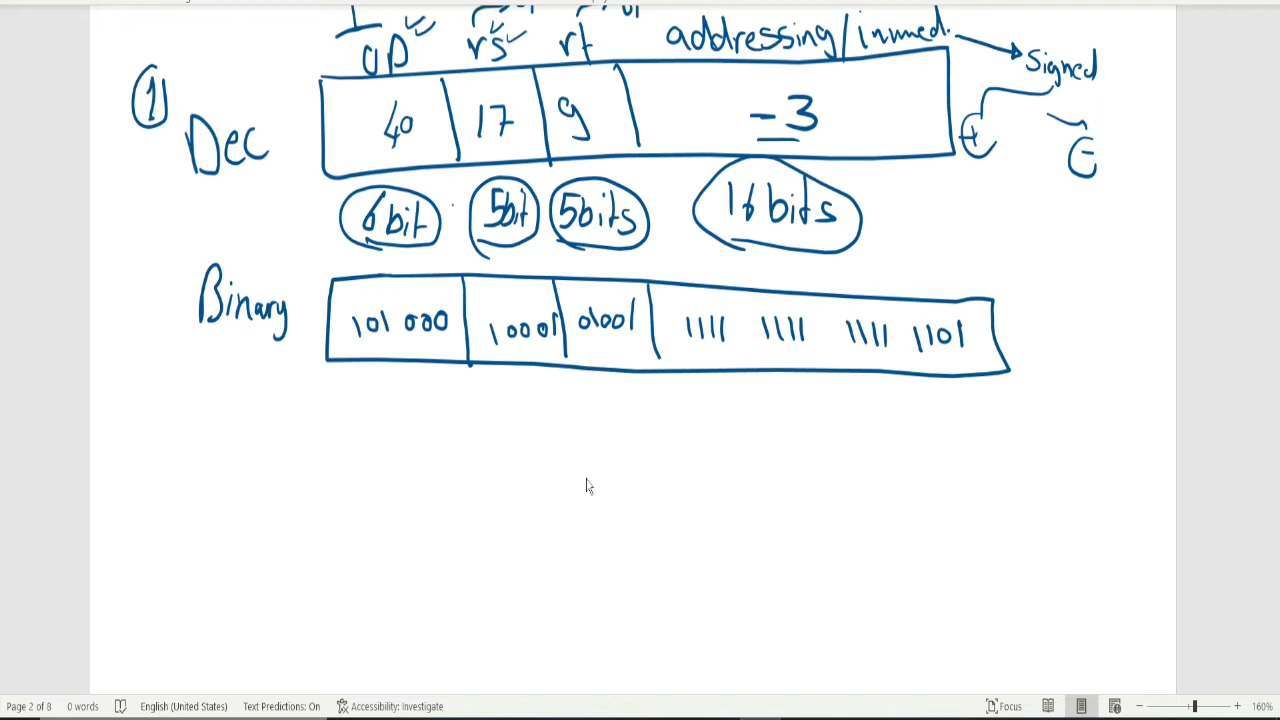 I
op rs rt addressing/immed.
Signed
① Dec 40 17 9 -3 + -
6bit 5bit 5bits 16bits
Binary 101 000 10001 01001 1111 1111 1111 1101
Page 2 of 8 0 words English (United States) Text Predictions: On Accessibility: Investigate Focus 160%